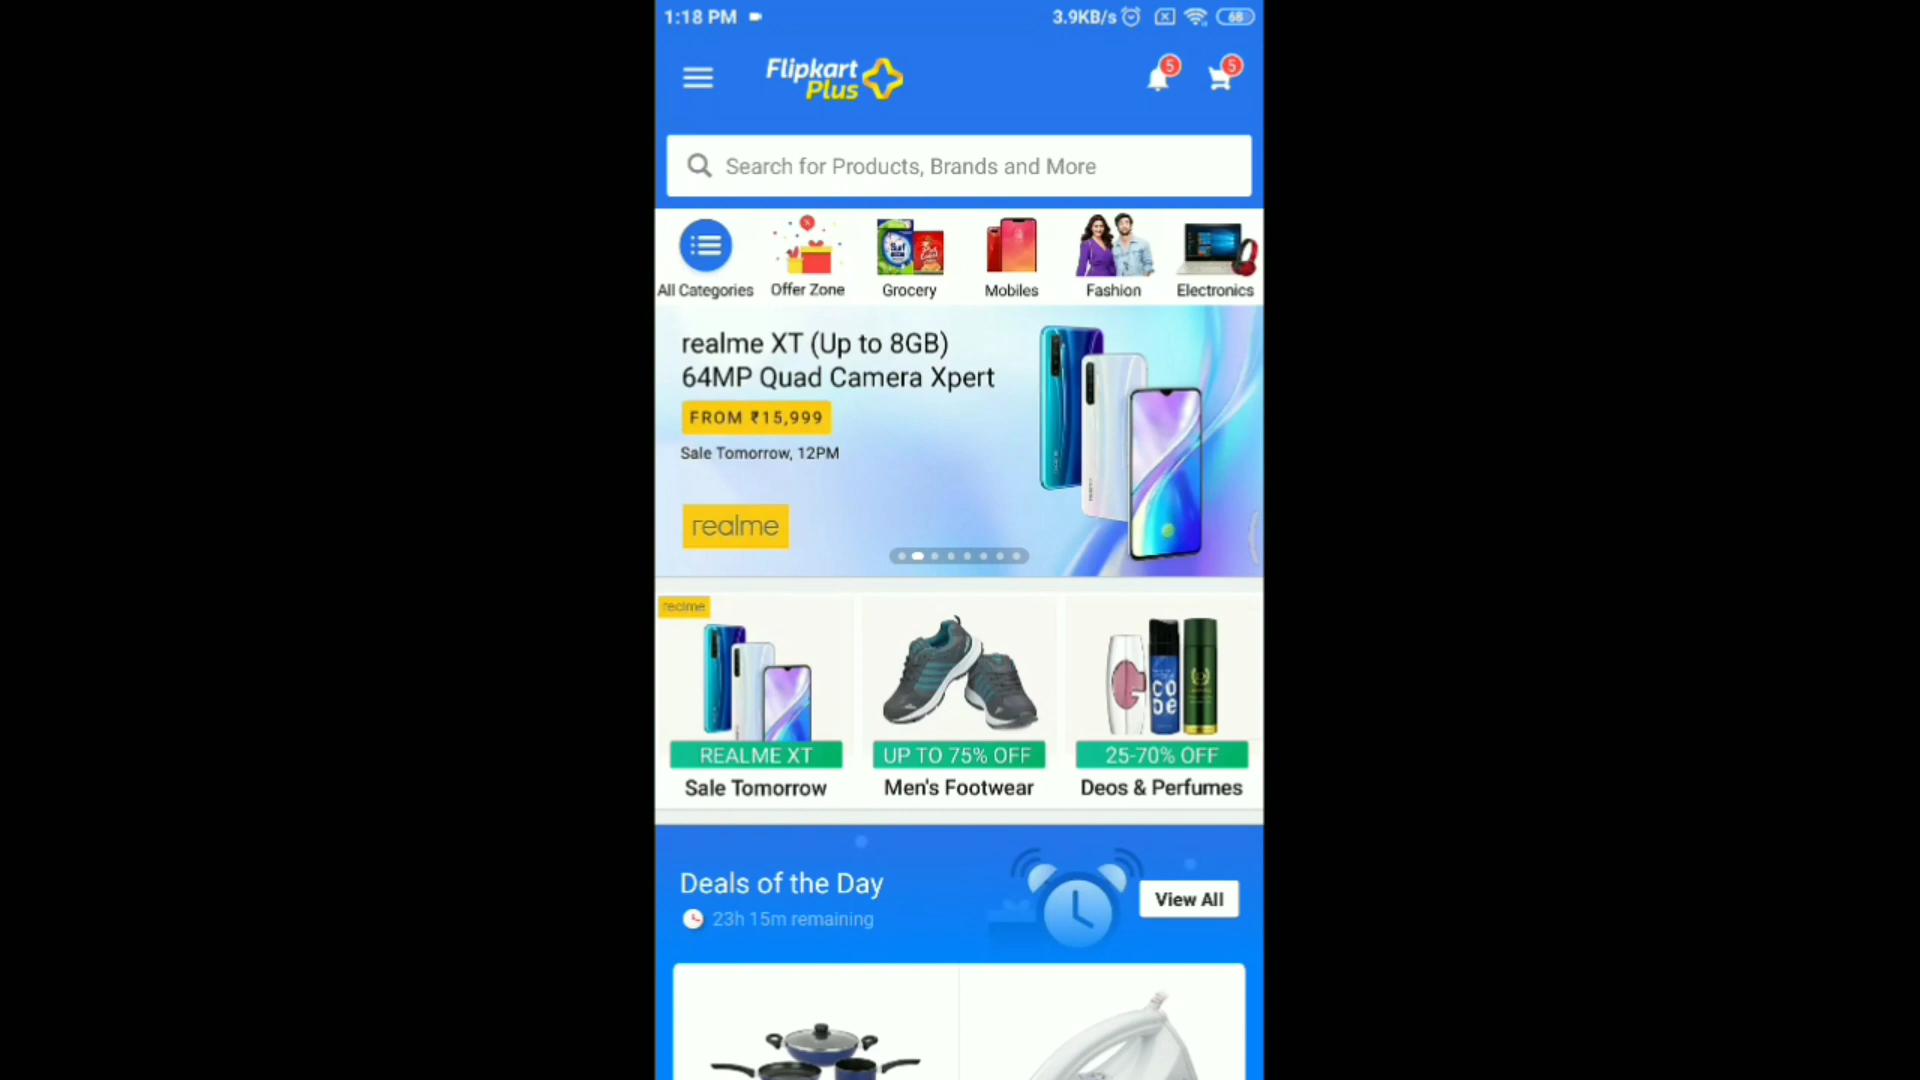 1:18 PM
3.9KB/s
68
Flipkart
Plus
5
5
Search for Products, Brands and More
All Categories
Offer Zone
Grocery
Mobiles
Fashion
Electronics
realme XT (Up to 8GB)
64MP Quad Camera Xpert
FROM ₹15,999
Sale Tomorrow, 12PM
realme
realme
REALME XT
UP TO 75% OFF
25-70% OFF
Sale Tomorrow
Men's Footwear
Deos & Perfumes
Deals of the Day
23h 15m remaining
View All
Surf
CODE